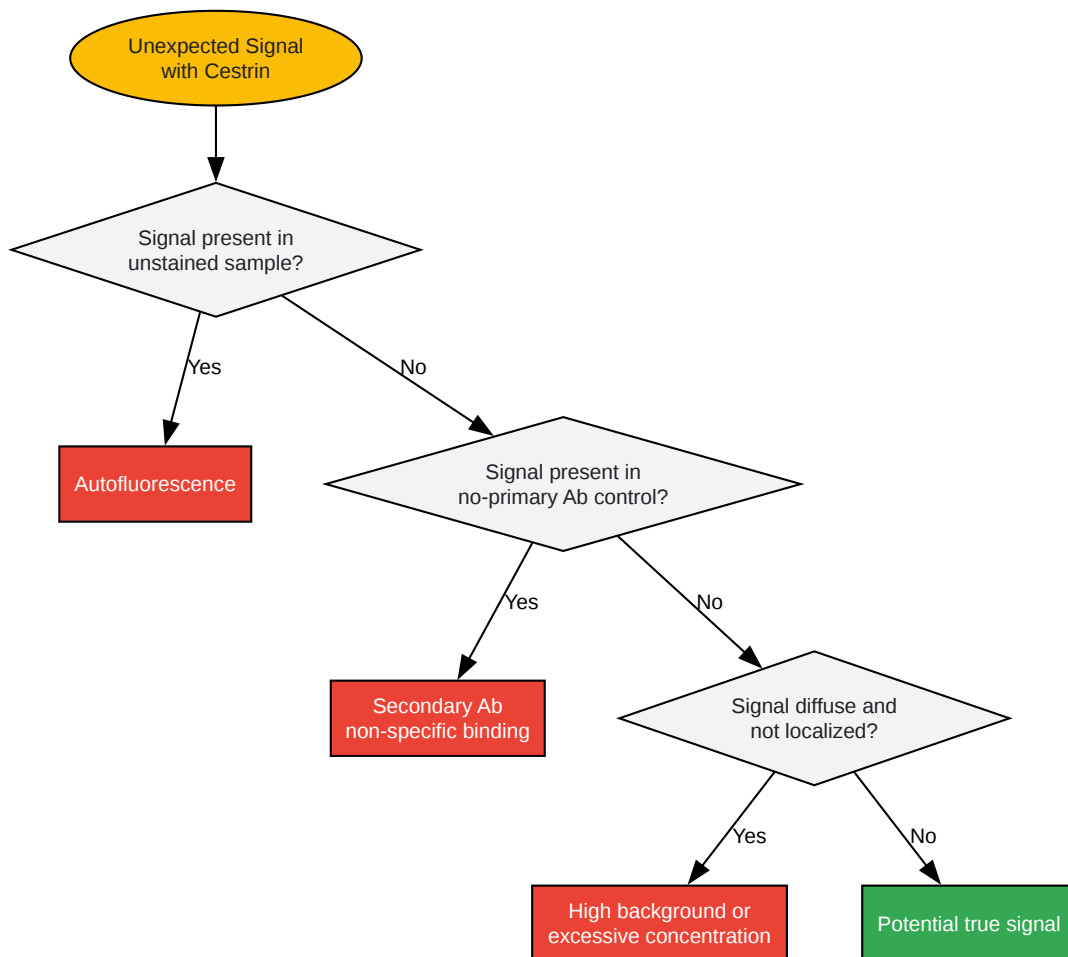 Unexpected Signal
with Cestrin
Signal present in
unstained sample?
Yes
No
Autofluorescence
Signal present in
no-primary Ab control?
Yes
No
Secondary Ab
non-specific binding
Signal diffuse and
not localized?
Yes
No
High background or
excessive concentration
Potential true signal